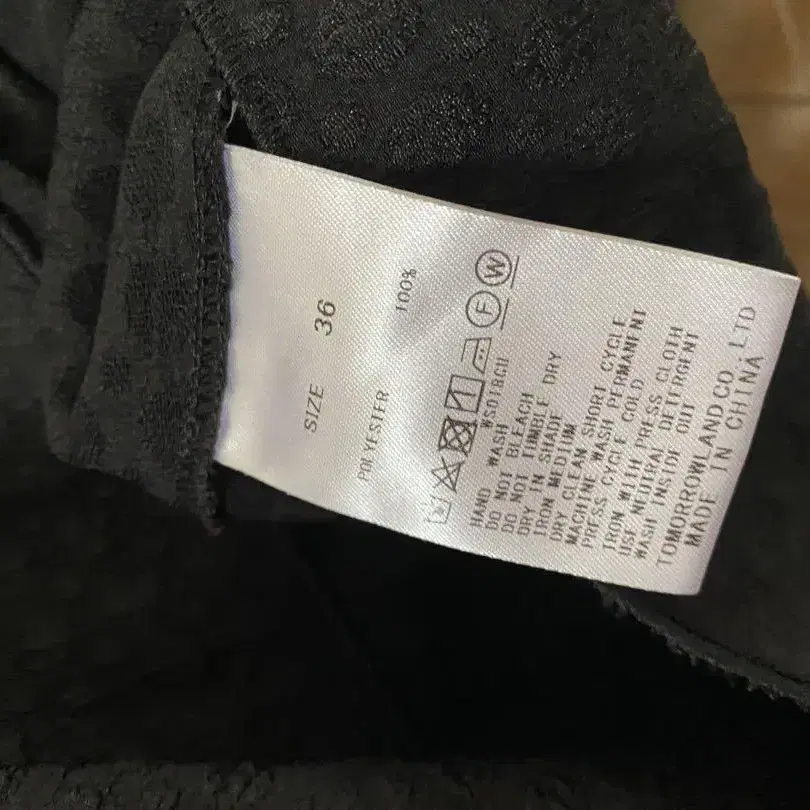 SIZE 36
POLYESTER 100%
F W
WS018GU
HAND WASH
DO NOT BLEACH
DO NOT TUMBLE DRY
DRY IN SHADE
IRON MEDIUM
DRY CLEAN SHORT CYCLE
MACHINE WASH PERMANENT
PRESS CYCLE COLD
IRON WITH PRESS CLOTH
USE NEUTRAL DETERGENT
WASH INSIDE OUT
TOMORROWLAND CO.,LTD
MADE IN CHINA